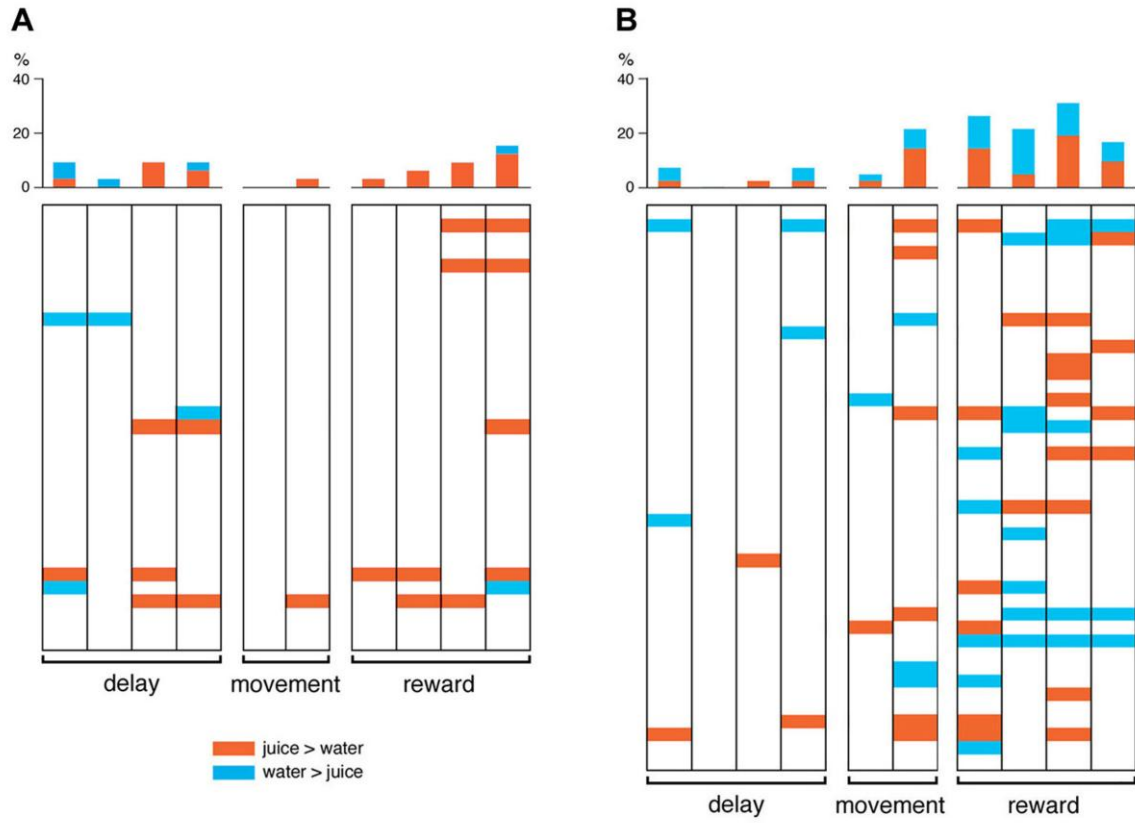 A
%
40
20
0
delay
movement
reward
juice > water
water > juice
B
%
40
20
0
delay
movement
reward